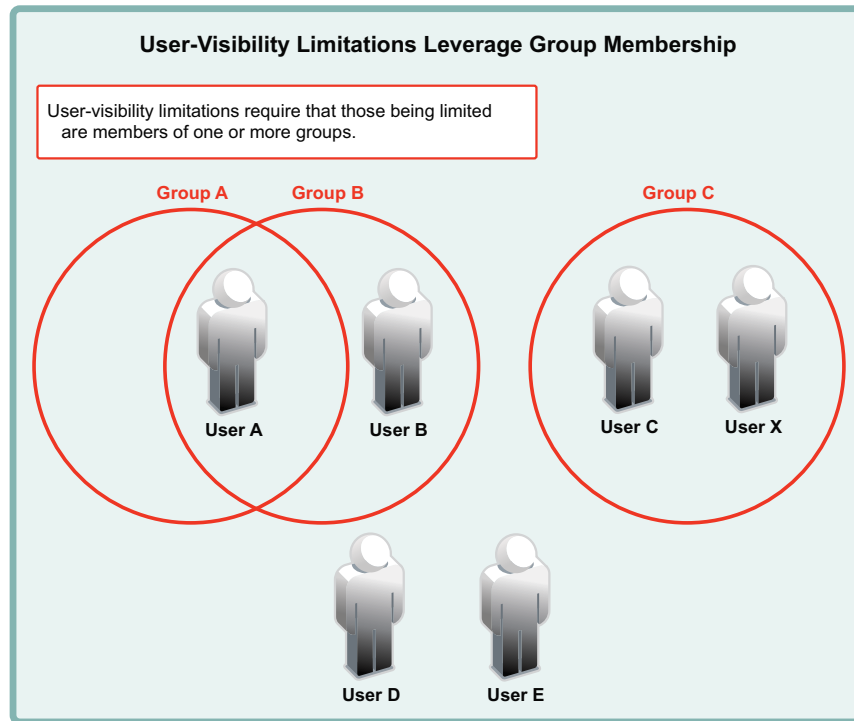 User-Visibility Limitations Leverage Group Membership
User-visibility limitations require that those being limited
are members of one or more groups.
Group A
Group B
Group C
User A
User B
User C
User X
User D
User E